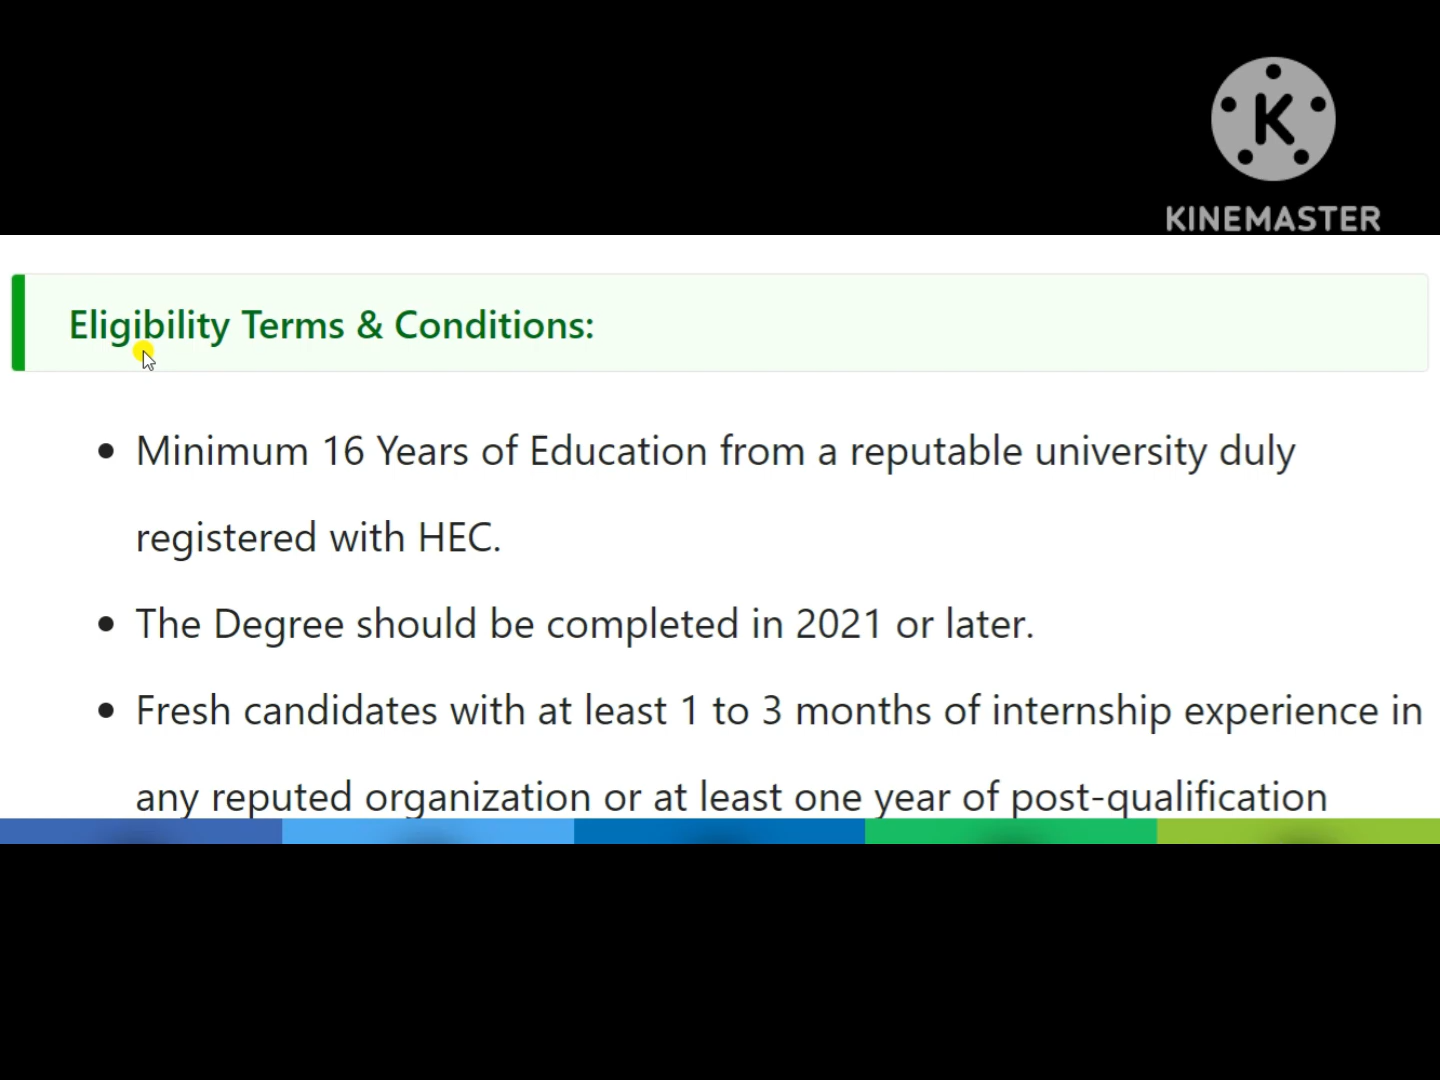 K
KINEMASTER
Eligibility Terms & Conditions:
• Minimum 16 Years of Education from a reputable university duly
registered with HEC.
• The Degree should be completed in 2021 or later.
• Fresh candidates with at least 1 to 3 months of internship experience in
any reputed organization or at least one year of post-qualification